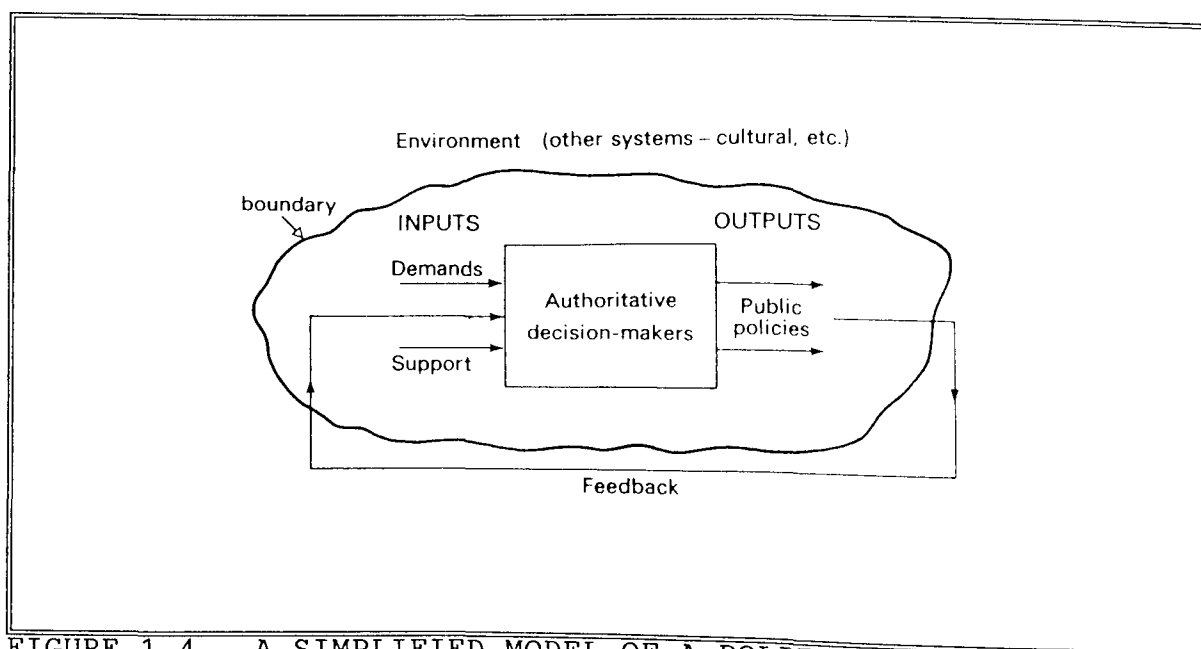 Environment (other systems – cultural, etc.)
boundary
INPUTS
OUTPUTS
Demands
Authoritative
decision-makers
Public
policies
Support
Feedback
FIGURE 1.4 A SIMPLIFIED MODEL OF A